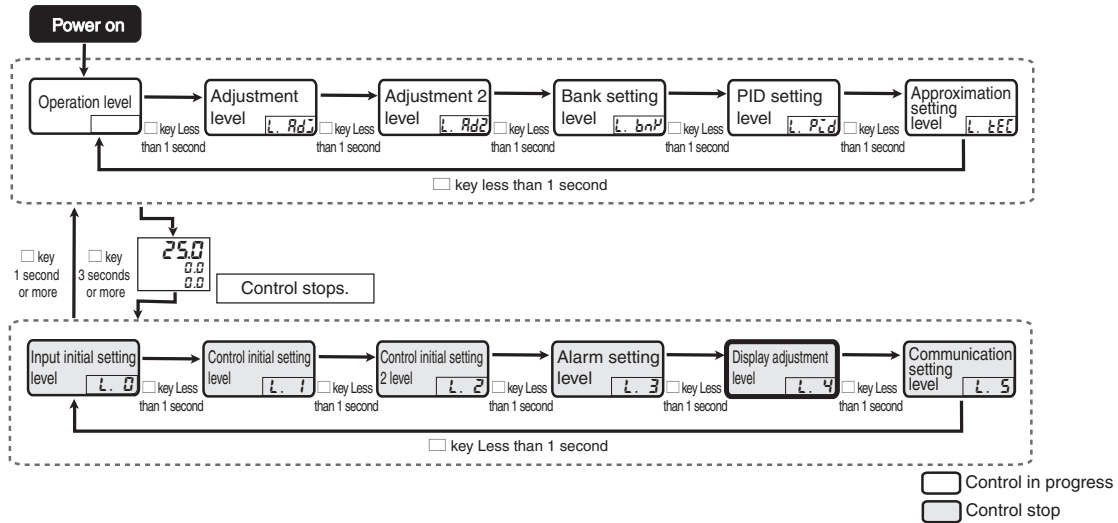 Power on
Operation level
Adjustment
level
L. Adj
Adjustment 2
level
L. Ad2
Bank setting
level
L. bnk
PID setting
level
L. Pid
Approximation
setting
level
L. tEC
□ key Less
than 1 second
□ key Less
than 1 second
□ key Less
than 1 second
□ key Less
than 1 second
□ key Less
than 1 second
□ key less than 1 second
□ key
1 second
or more
□ key
3 seconds
or more
25.0
0.0
0.0
Control stops.
Input initial setting
level
L. 0
Control initial setting
level
L. 1
Control initial setting
2 level
L. 2
Alarm setting
level
L. 3
Display adjustment
level
L. 4
Communication
setting
level
L. 5
□ key Less
than 1 second
□ key Less
than 1 second
□ key Less
than 1 second
□ key Less
than 1 second
□ key Less
than 1 second
□ key Less than 1 second
Control in progress
Control stop